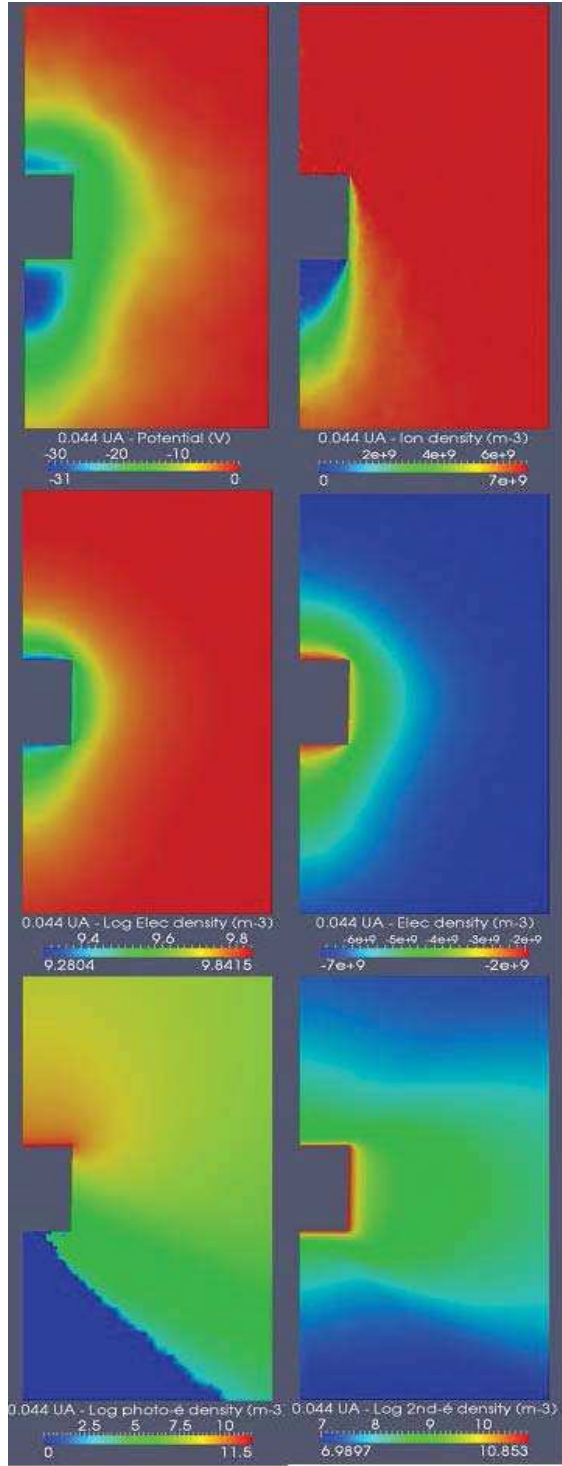 0.044 UA - Potential (V)
-30 -20 -10
-31 0
0.044 UA - Ion density (m-3)
2e+9 4e+9 6e+9
0 7e+9
0.044 UA - Log Elec density (m-3)
9.4 9.6 9.8
9.2804 9.8415
0.044 UA - Elec density (m-3)
-6e+9 -5e+9 -4e+9 -3e+9 -2e+9
-7e+9 -2e+9
0.044 UA - Log photo-é density (m-3
2.5 5 7.5 10
0 11.5
0.044 UA - Log 2nd-é density (m-3)
7 8 9 10
6.9897 10.853